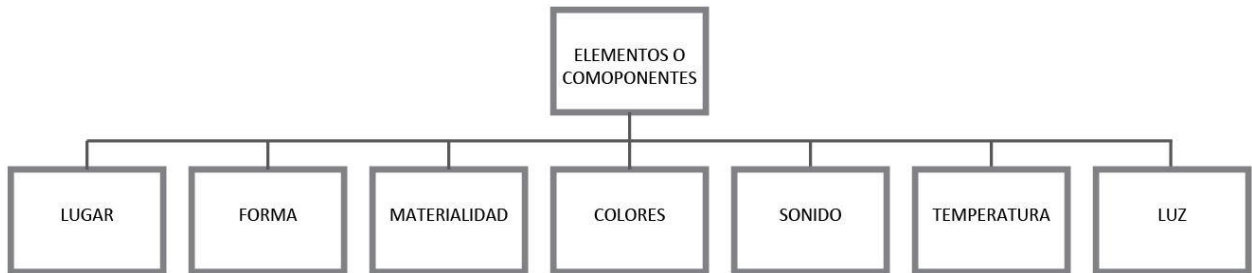 ELEMENTOS O
COMOPONENTES
LUGAR
FORMA
MATERIALIDAD
COLORES
SONIDO
TEMPERATURA
LUZ